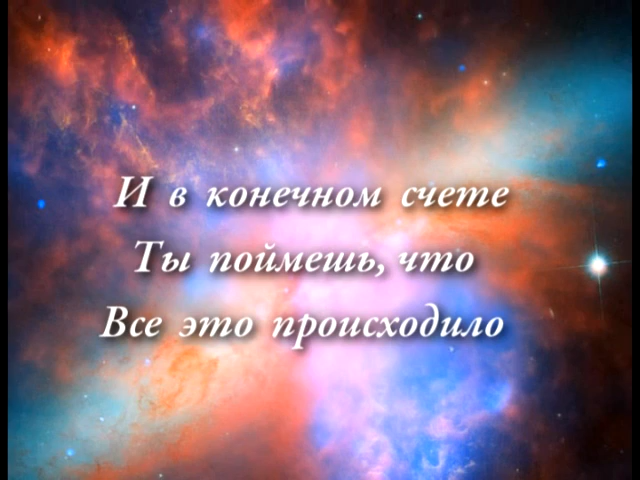 И в конечном счете
Ты поймешь, что
Все это происходило